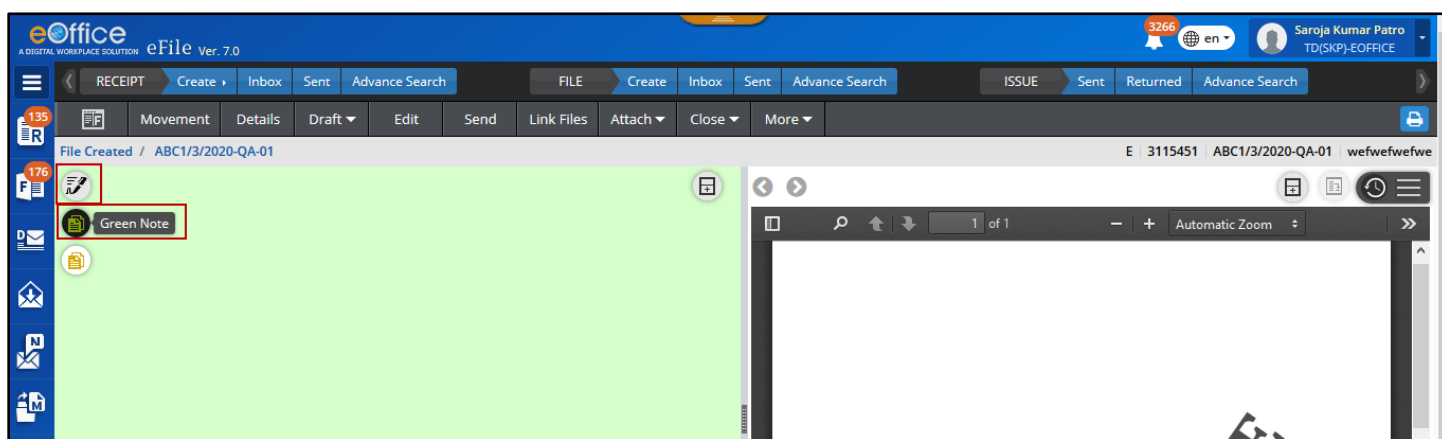 eOffice
A DIGITAL WORKPLACE SOLUTION eFile Ver. 7.0
3266
en
Saroja Kumar Patro
TD(SKP)-EOFFICE
RECEIPT Create Inbox Sent Advance Search FILE Create Inbox Sent Advance Search ISSUE Sent Returned Advance Search
135
R
F Movement Details Draft Edit Send Link Files Attach Close More
File Created / ABC1/3/2020-QA-01 E 3115451 ABC1/3/2020-QA-01 wefwefwefwe
176
F
Green Note
1 of 1 Automatic Zoom
D
N
M